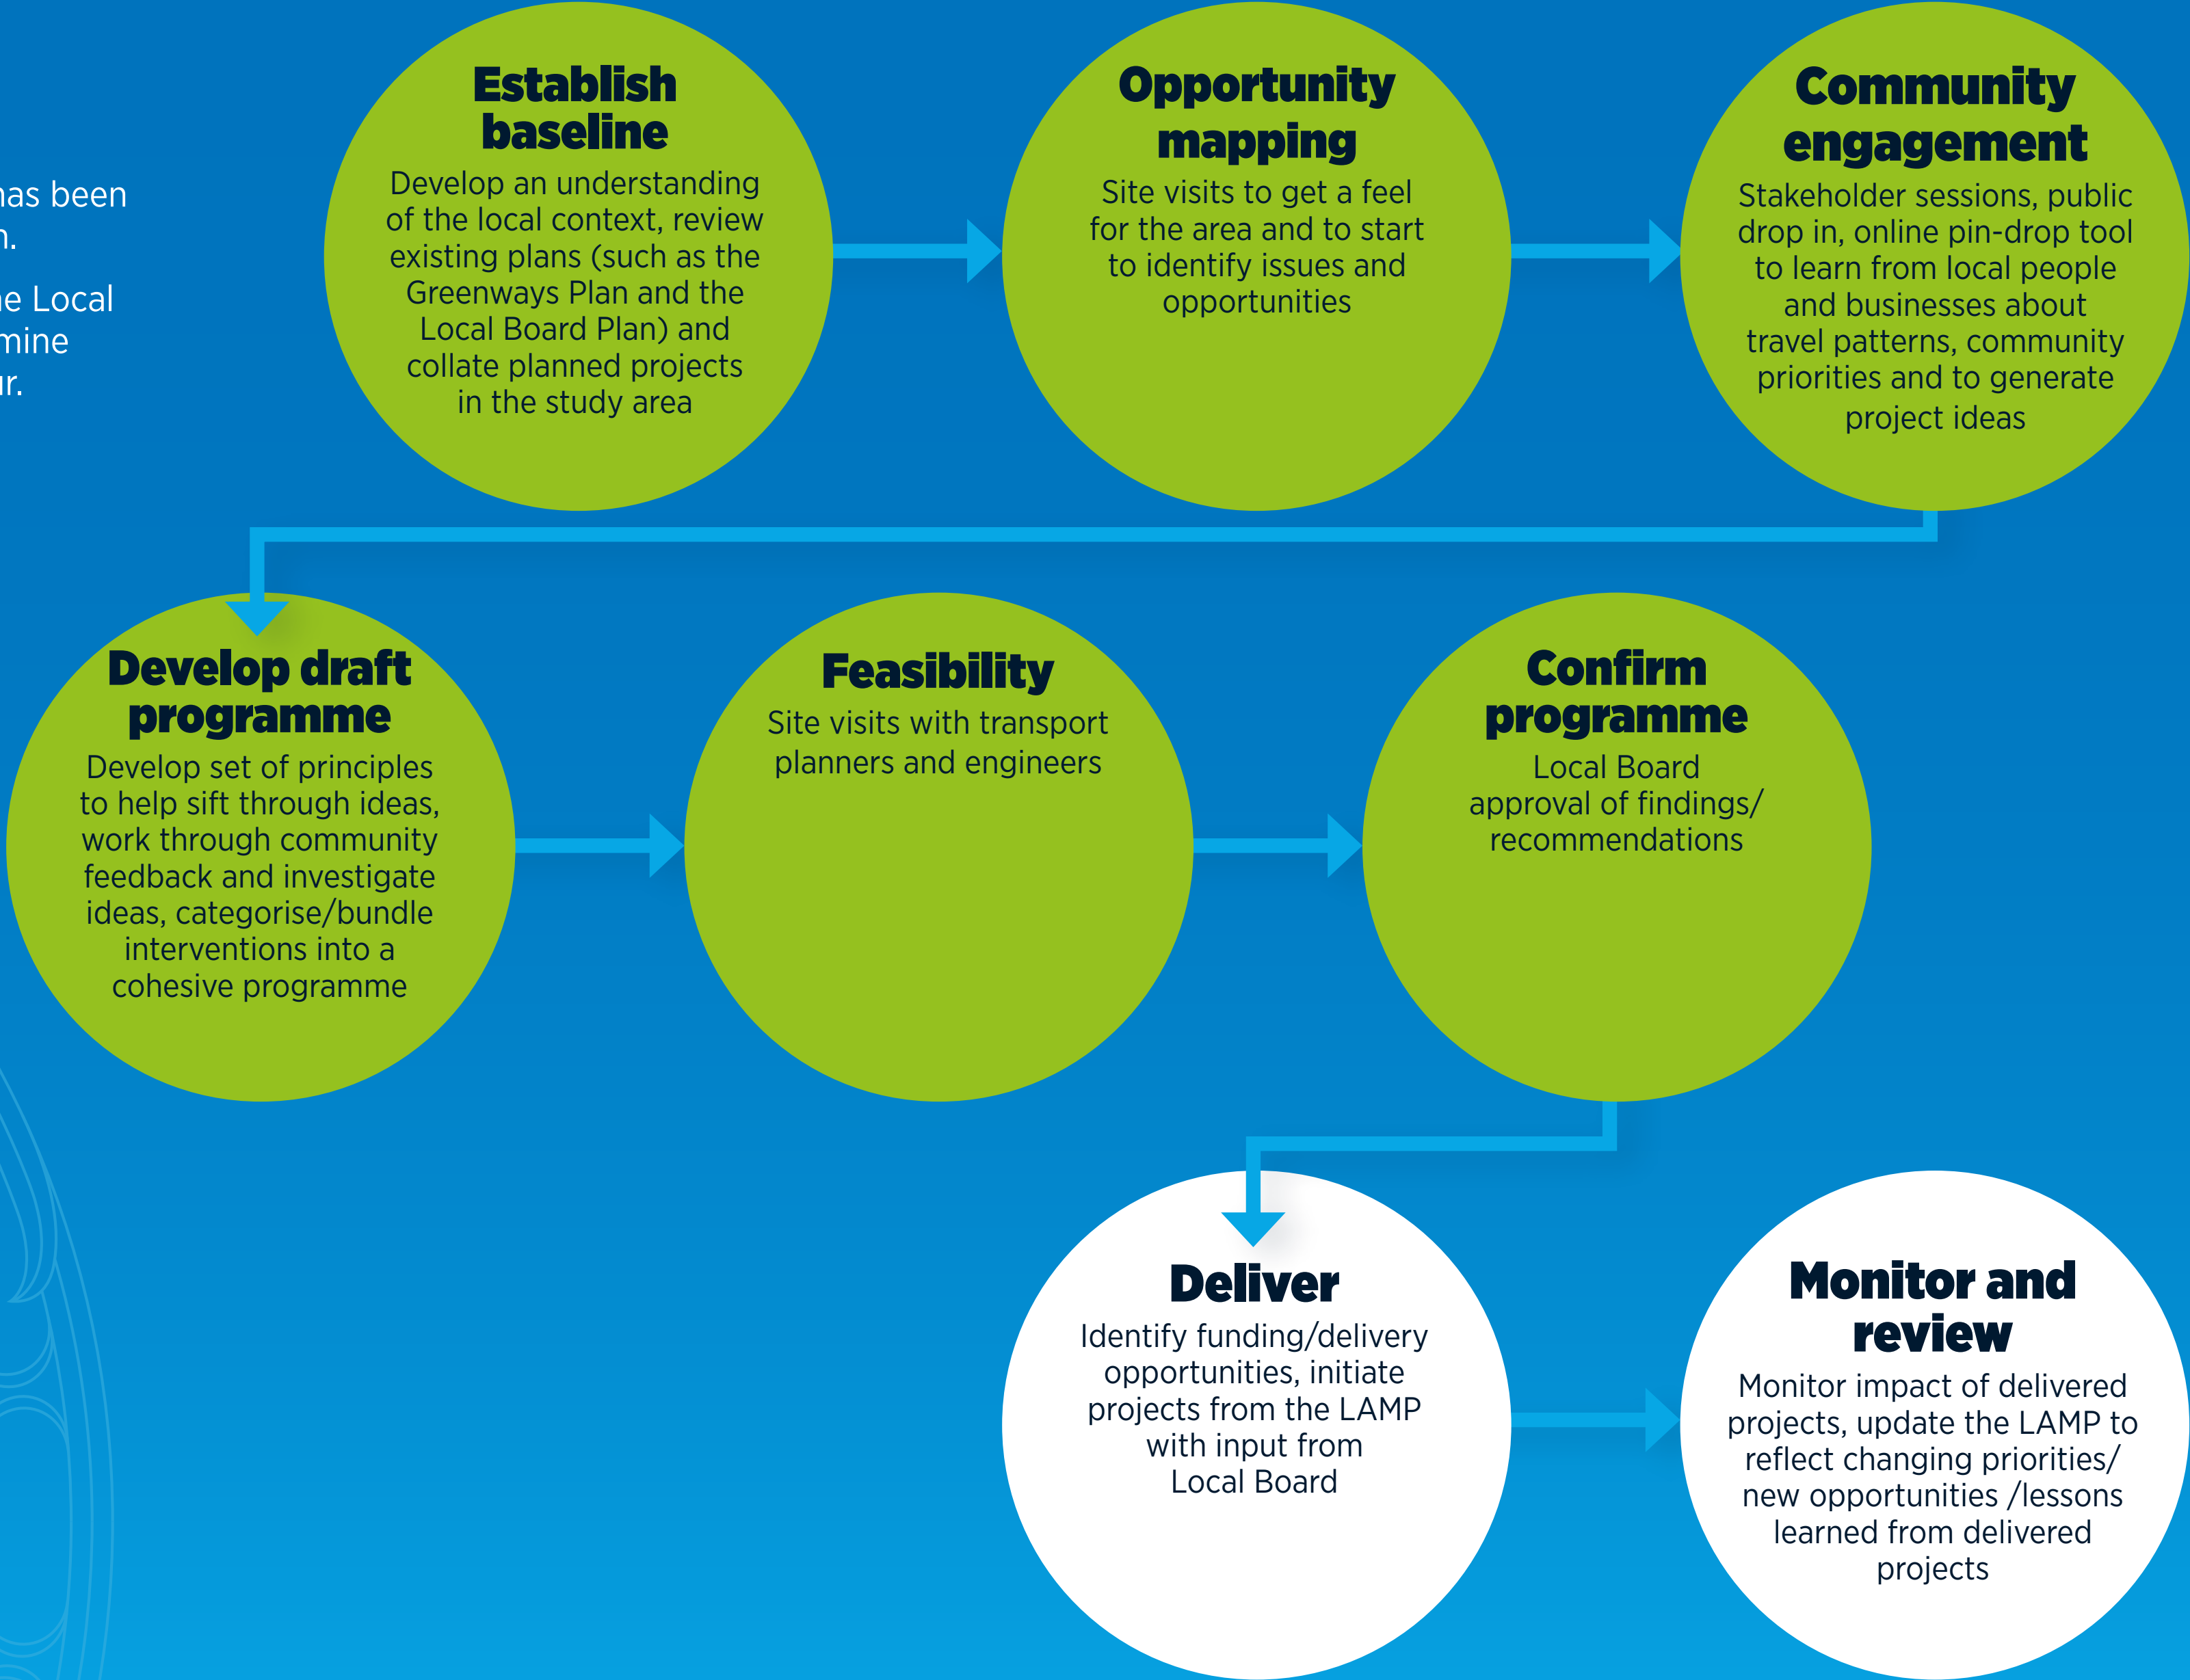 has been
e Local
Establish
baseline
Develop an understanding
of the local context, review
existing plans (such as the
Greenways Plan and the
Local Board Plan) and
collate planned projects
in the study area
Opportunity
mapping
Site visits to get a feel
for the area and to start
to identify issues and
opportunities
Community
engagement
Stakeholder sessions, public
drop in, online pin-drop tool
to learn from local people
and businesses about
travel patterns, community
priorities and to generate
project ideas
Develop draft
programme
Develop set of principles
to help sift through ideas,
work through community
feedback and investigate
ideas, categorise/bundle
interventions into a
cohesive programme
Feasibility
Site visits with transport
planners and engineers
Confirm
programme
Local Board
approval of findings/
recommendations
Deliver
Identify funding/delivery
opportunities, initiate
projects from the LAMP
with input from
Local Board
Monitor and
review
Monitor impact of delivered
projects, update the LAMP to
reflect changing priorities/
new opportunities /lessons
learned from delivered
projects